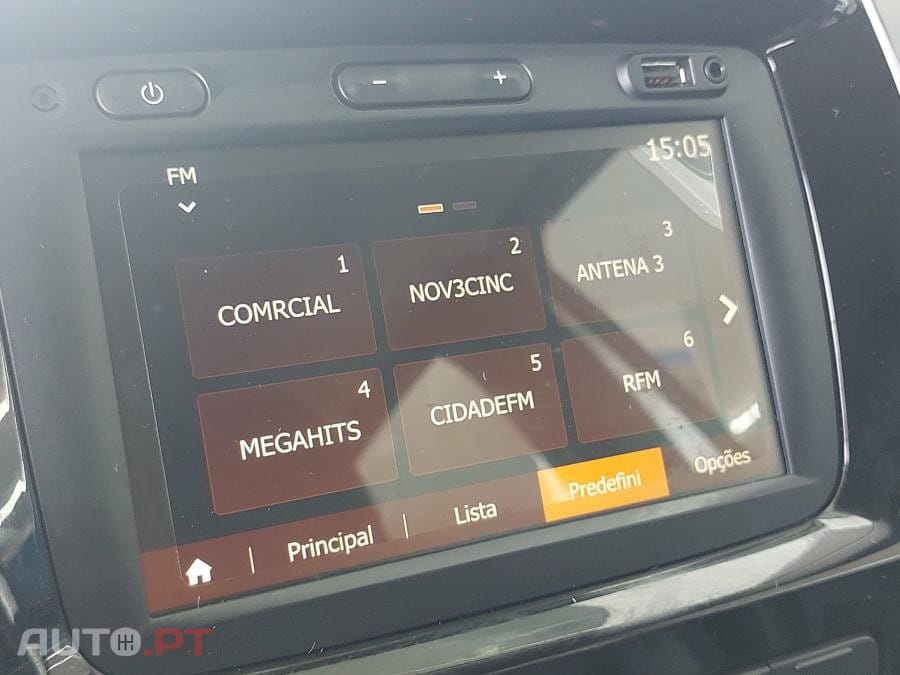 FM
15:05
1
COMRCIAL
2
NOV3CINC
3
ANTENA 3
4
MEGAHITS
5
CIDADEFM
6
RFM
Principal
Lista
Predefini
Opções
AUTO.PT